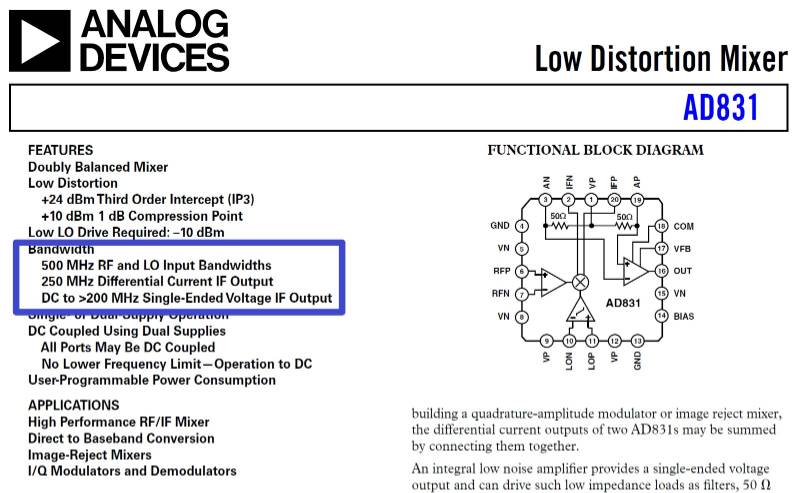 ANALOG
DEVICES
Low Distortion Mixer
AD831
FEATURES
Doubly Balanced Mixer
Low Distortion
+24 dBm Third Order Intercept (IP3)
+10 dBm 1 dB Compression Point
Low LO Drive Required: –10 dBm
Bandwidth
500 MHz RF and LO Input Bandwidths
250 MHz Differential Current IF Output
DC to >200 MHz Single-Ended Voltage IF Output
Single- or Dual-Supply Operation
DC Coupled Using Dual Supplies
All Ports May Be DC Coupled
No Lower Frequency Limit—Operation to DC
User-Programmable Power Consumption
APPLICATIONS
High Performance RF/IF Mixer
Direct to Baseband Conversion
Image-Reject Mixers
I/Q Modulators and Demodulators
FUNCTIONAL BLOCK DIAGRAM
AN IFN VP IFP AP
3 2 1 20 19
50Ω 50Ω
GND 4 18 COM
VN 5 17 VFB
RFP 6 16 OUT
RFN 7 15 VN
AD831
VN 8 14 BIAS
9 10 11 12 13
VP LON LOP VP GND
building a quadrature-amplitude modulator or image reject mixer,
the differential current outputs of two AD831s may be summed
by connecting them together.
An integral low noise amplifier provides a single-ended voltage
output and can drive such low impedance loads as filters, 50 Ω